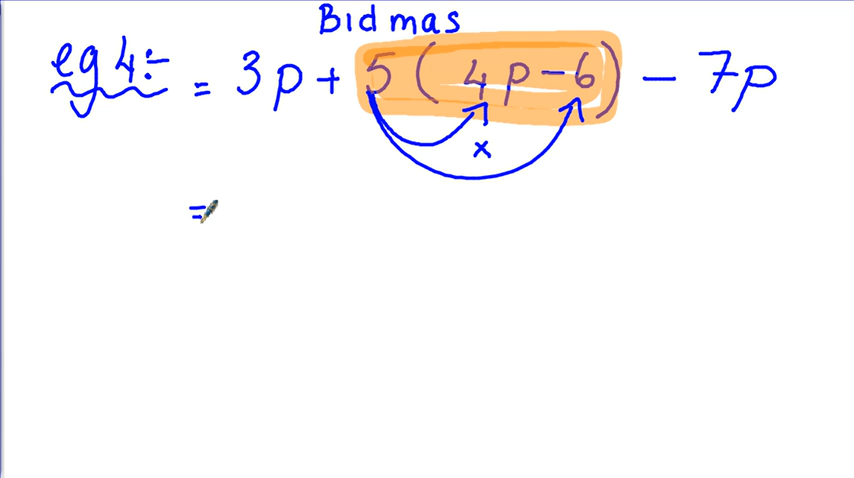 Bidmas
eg 4:- = 3p + 5(4p - 6) - 7p
x
=